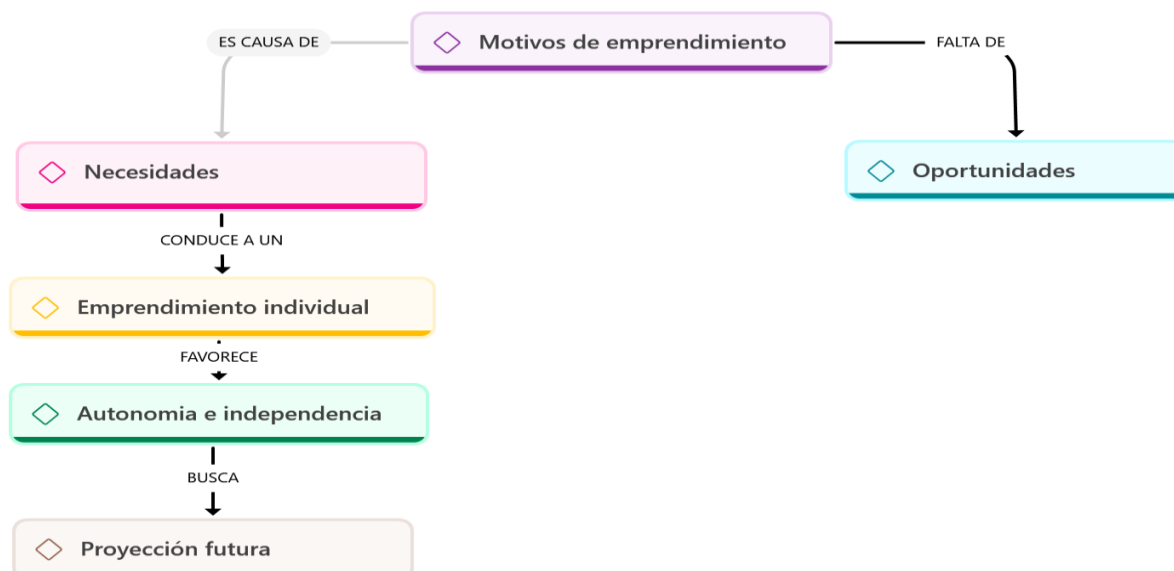 ES CAUSA DE
Motivos de emprendimiento
FALTA DE
Necesidades
Oportunidades
CONDUCE A UN
Emprendimiento individual
FAVORECE
Autonomia e independencia
BUSCA
Proyección futura